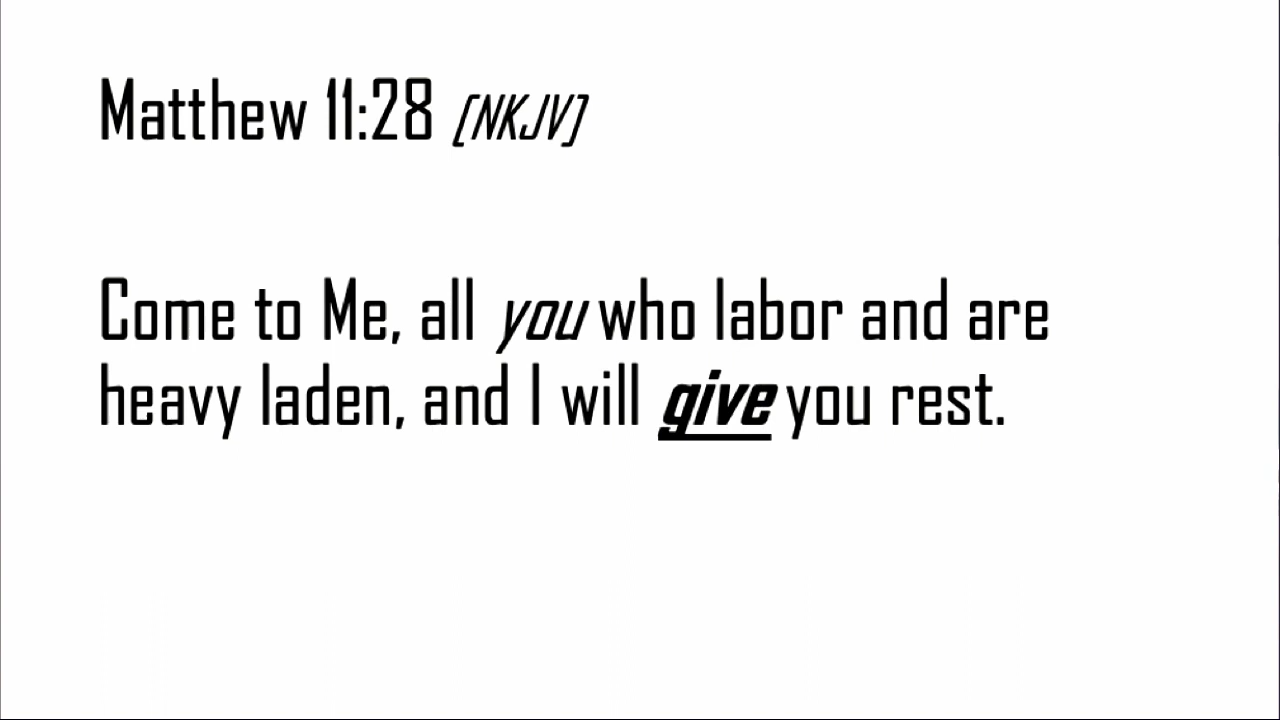 Matthew 11:28 [NKJV]
Come to Me, all you who labor and are
heavy laden, and I will give you rest.